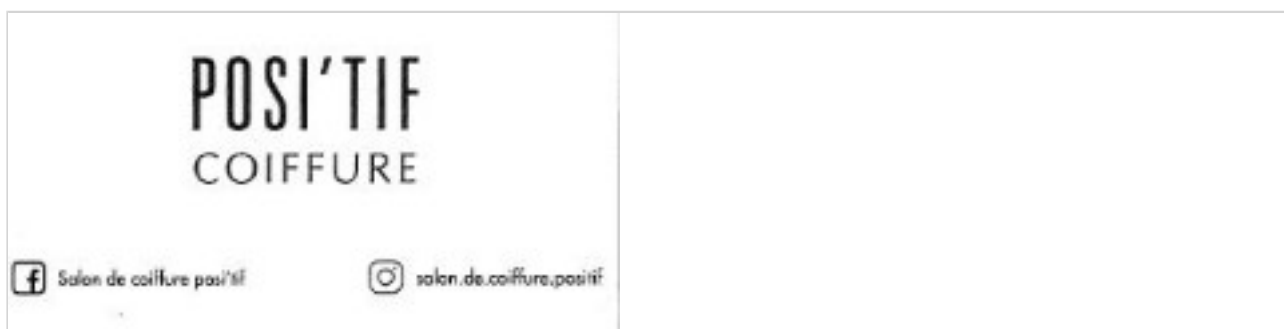 POSI'TIF
COIFFURE
Salon de coiffure posi'tif
salon.de.coiffure.positif